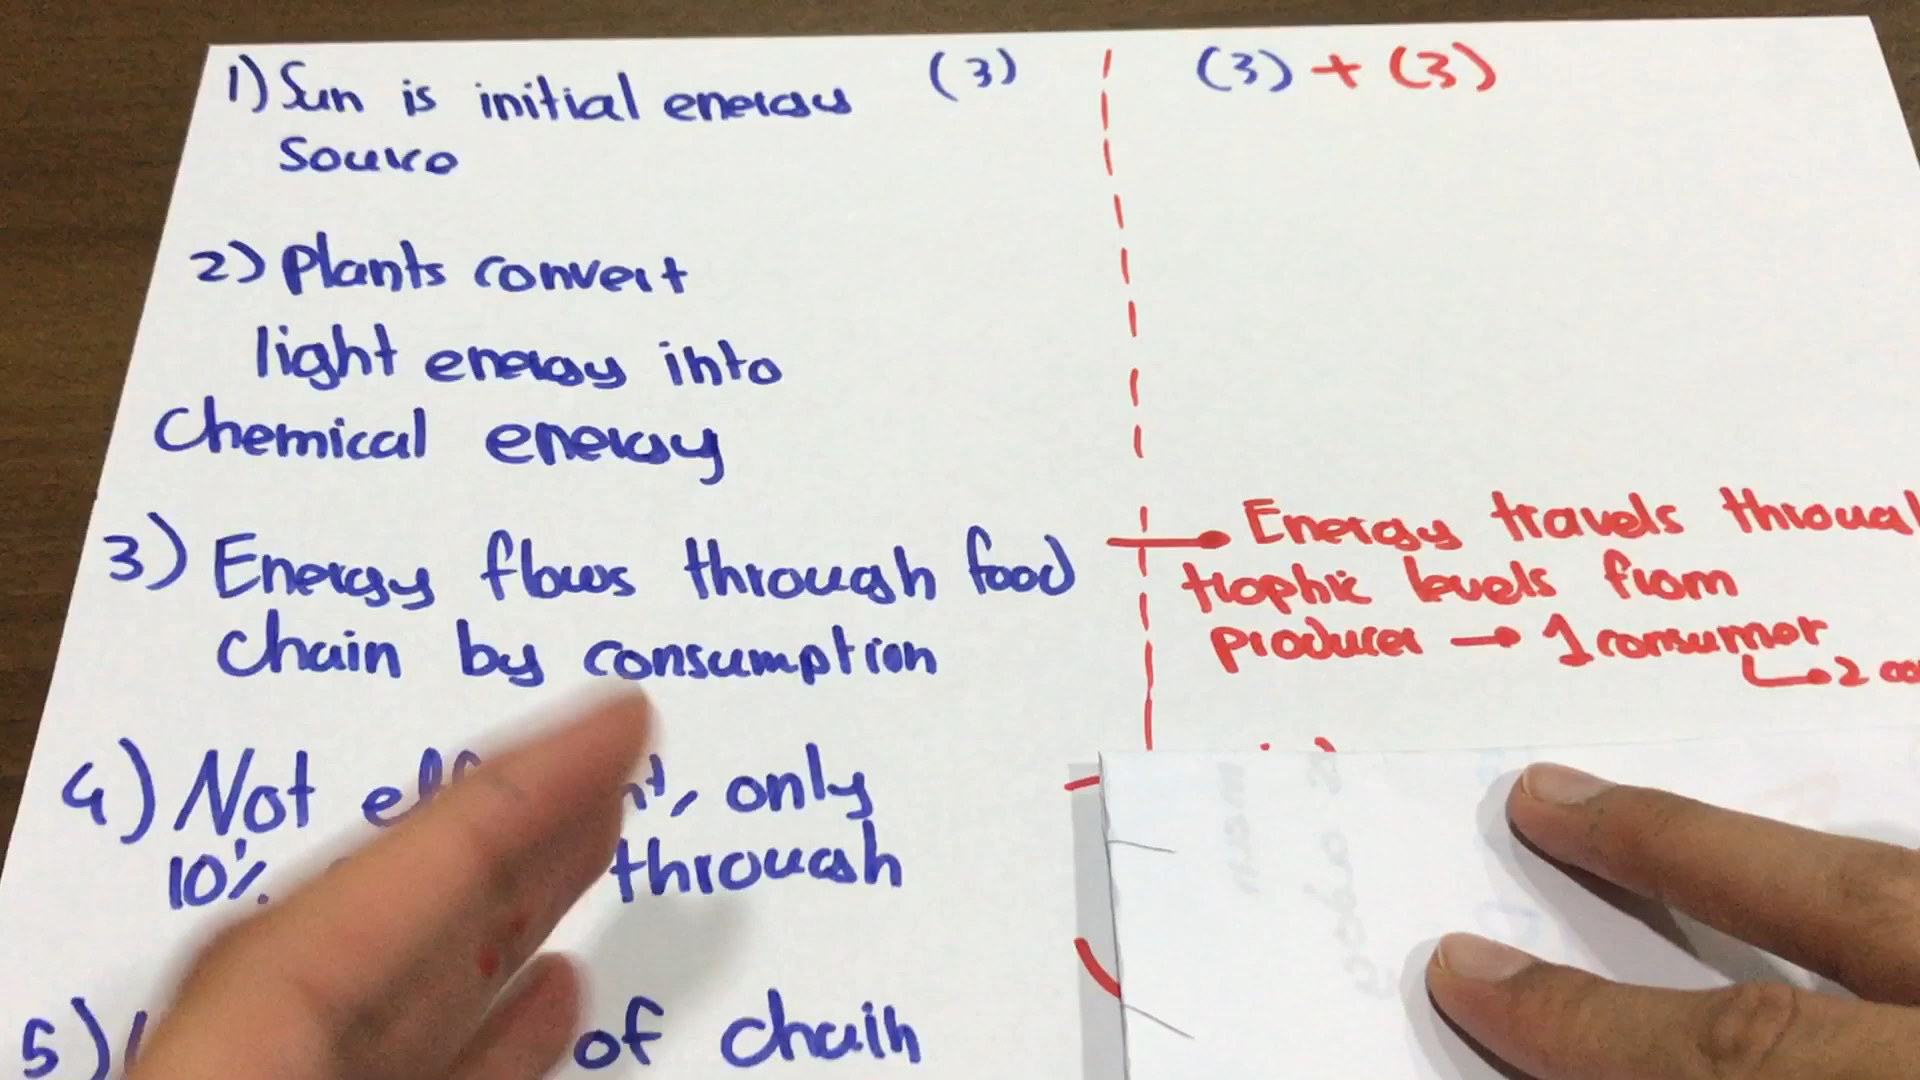 1) Sun is initial energy (3)
source
2) Plants convert
light energy into
Chemical energy
3) Energy flows through food
chain by consumption
4) Not, only
10% through
5) of chain
(3) + (3)
Energy travels through
trophic levels from
producer → 1 consumer
↳ 2